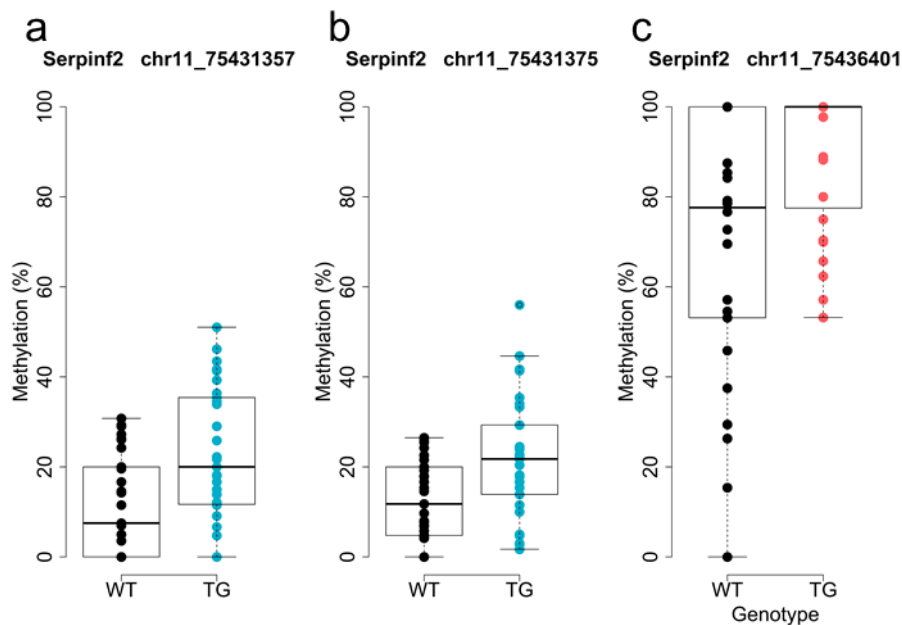 a
Serpinf2 chr11_75431357
Methylation (%)
100
80
60
40
20
0
WT TG
b
Serpinf2 chr11_75431375
Methylation (%)
100
80
60
40
20
0
WT TG
c
Serpinf2 chr11_75436401
Methylation (%)
100
80
60
40
20
0
WT TG
Genotype